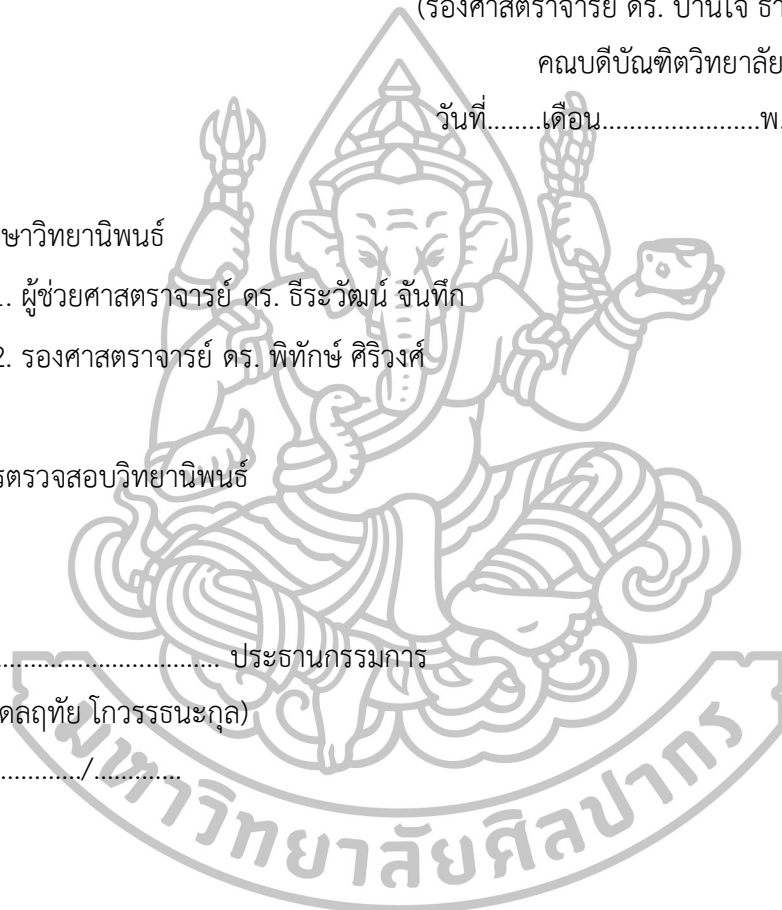 (รองศาสตราจารย์ ดร. ปานใจ
คณบดีบัณฑิตวิทยาลัย
วันที่........เดือน.......................พ.
ษาวิทยานิพนธ์
1. ผู้ช่วยศาสตราจารย์ ดร. ธีระวัฒน์ จันทึก
2. รองศาสตราจารย์ ดร. พิทักษ์ ศิริวงศ์
รตรวจสอบวิทยานิพนธ์
................................. ประธานกรรมการ
ดลฤทัย โกวรรธนะกุล)
............/.............
มหาวิทยาลัยศิลปากร